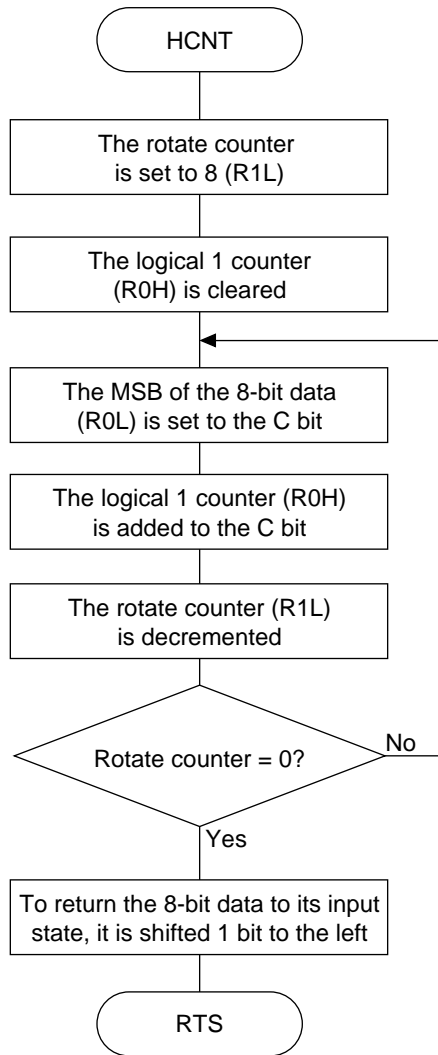 HCNT
The rotate counter
is set to 8 (R1L)
The logical 1 counter
(R0H) is cleared
The MSB of the 8-bit data
(R0L) is set to the C bit
The logical 1 counter (R0H)
is added to the C bit
The rotate counter (R1L)
is decremented
Rotate counter = 0?
No
Yes
To return the 8-bit data to its input
state, it is shifted 1 bit to the left
RTS